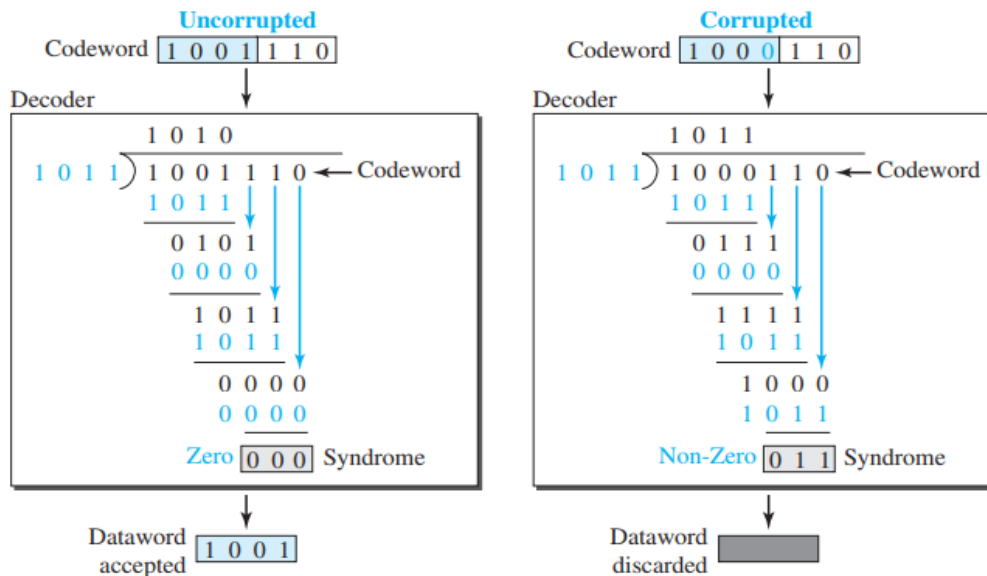 Uncorrupted
Codeword 1 0 0 1 1 1 0
Decoder
1 0 1 0
1 0 1 1 ) 1 0 0 1 1 1 0 Codeword
1 0 1 1
0 1 0 1
0 0 0 0
1 0 1 1
1 0 1 1
0 0 0 0
0 0 0 0
Zero 0 0 0 Syndrome
Dataword
accepted
1 0 0 1
Corrupted
Codeword 1 0 0 0 1 1 0
Decoder
1 0 1 1
1 0 1 1 ) 1 0 0 0 1 1 0 Codeword
1 0 1 1
0 1 1 1
0 0 0 0
1 1 1 1
1 0 1 1
1 0 0 0
1 0 1 1
Non-Zero 0 1 1 Syndrome
Dataword
discarded